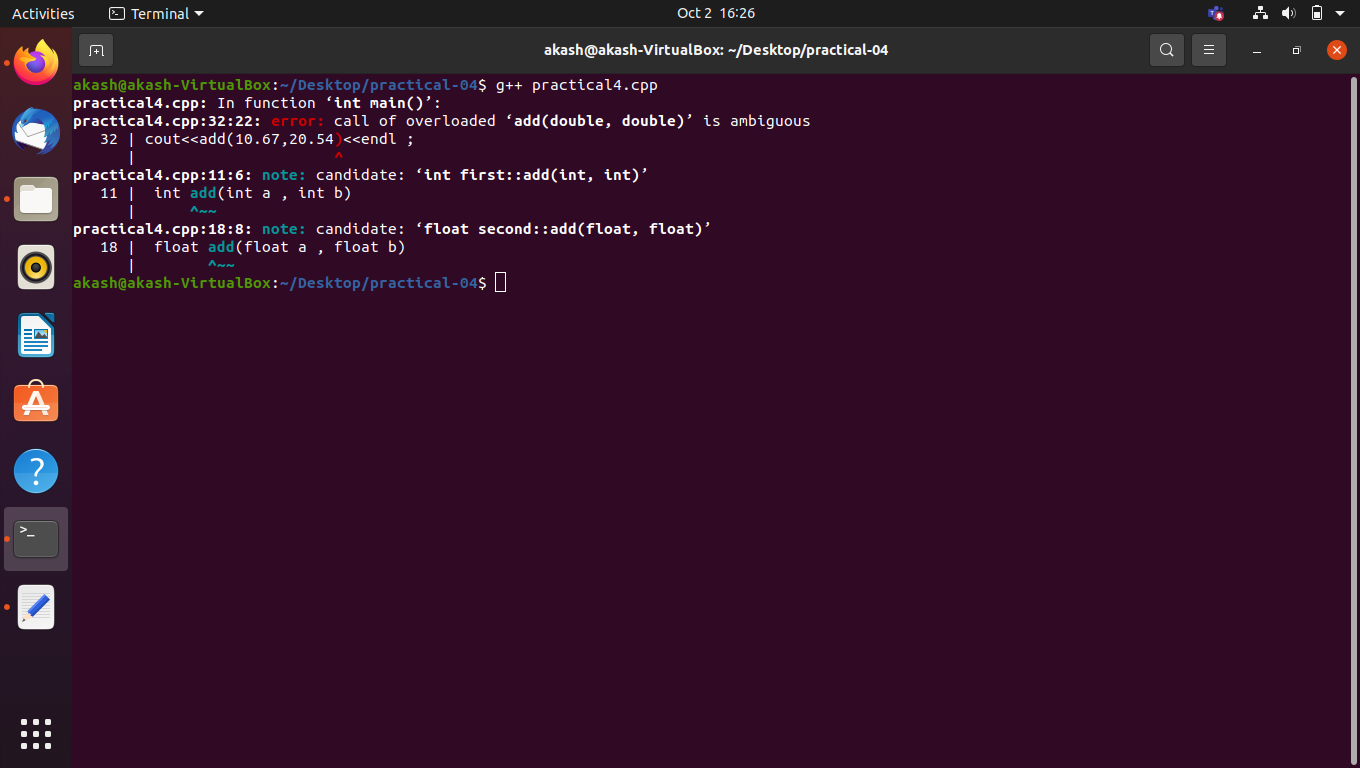 Activities Terminal Oct 2 16:26
akash@akash-VirtualBox: ~/Desktop/practical-04
akash@akash-VirtualBox:~/Desktop/practical-04$ g++ practical4.cpp
practical4.cpp: In function ‘int main()’:
practical4.cpp:32:22: error: call of overloaded ‘add(double, double)’ is ambiguous
   32 | cout<<add(10.67,20.54)<<endl ;
      |                      ^
practical4.cpp:11:6: note: candidate: ‘int first::add(int, int)’
   11 |  int add(int a , int b)
      |      ^~~
practical4.cpp:18:8: note: candidate: ‘float second::add(float, float)’
   18 |  float add(float a , float b)
      |        ^~~
akash@akash-VirtualBox:~/Desktop/practical-04$